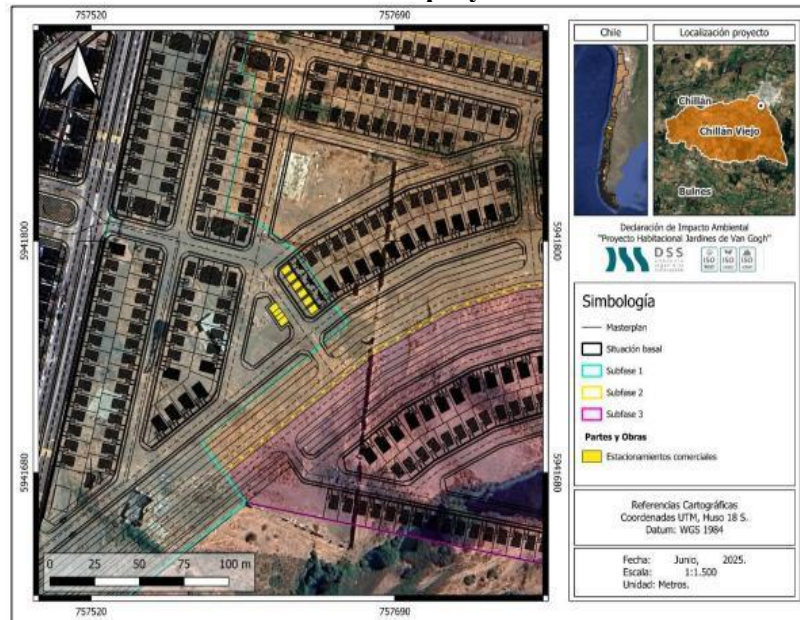 757520
757690
5941800
5941800
5941680
5941680
0 25 50 75 100 m
757520
757690
Chile
Localización proyecto
Chillán
Chillán Viejo
Bulnes
Declaración de Impacto Ambiental
"Proyecto Habitacional Jardines de Van Gogh"
DSS
ISO ISO ISO
Simbología
Masterplan
Situación basal
Subfase 1
Subfase 2
Subfase 3
Partes y Obras
Estacionamientos comerciales
Referencias Cartográficas
Coordenadas UTM, Huso 18 S.
Datum: WGS 1984
Fecha: Junio, 2025.
Escala: 1:1.500
Unidad: Metros.